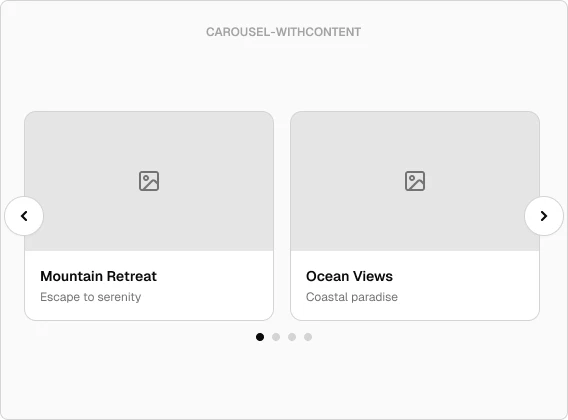 CAROUSEL-WITHCONTENT
Mountain Retreat
Escape to serenity
Ocean Views
Coastal paradise